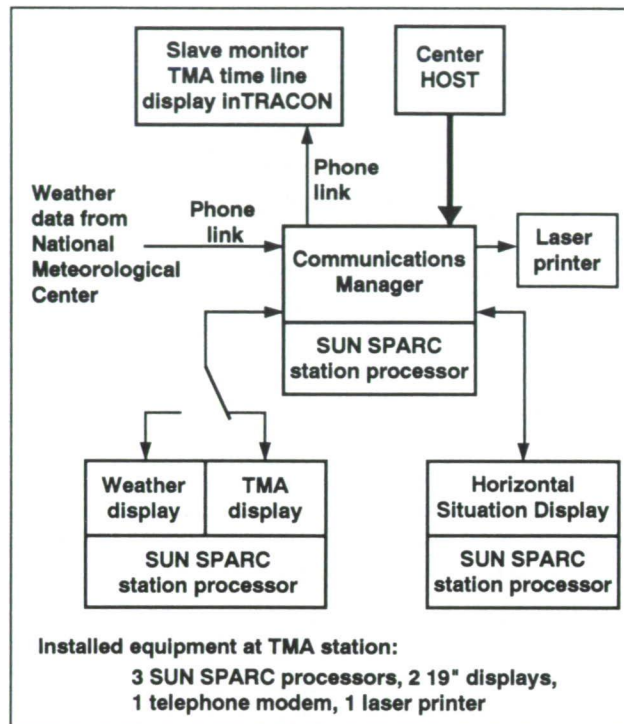 Slave monitor
TMA time line
display inTRACON
Center
HOST
Phone
link
Weather
data from
National
Meteorological
Center
Phone
link
Communications
Manager
SUN SPARC
station processor
Laser
printer
Weather
display
TMA
display
SUN SPARC
station processor
Horizontal
Situation Display
SUN SPARC
station processor
Installed equipment at TMA station:
3 SUN SPARC processors, 2 19" displays,
1 telephone modem, 1 laser printer